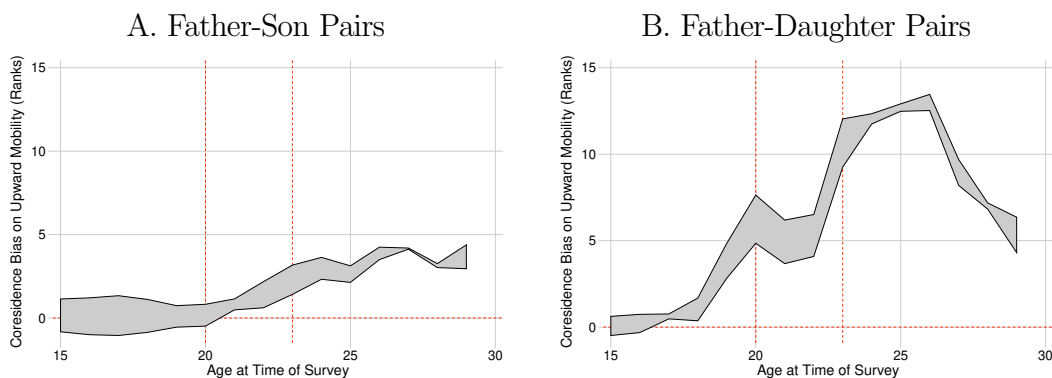 A. Father-Son Pairs
Coresidence Bias on Upward Mobility (Ranks)
15
10
5
0
15
20
25
30
Age at Time of Survey
B. Father-Daughter Pairs
Coresidence Bias on Upward Mobility (Ranks)
15
10
5
0
15
20
25
30
Age at Time of Survey